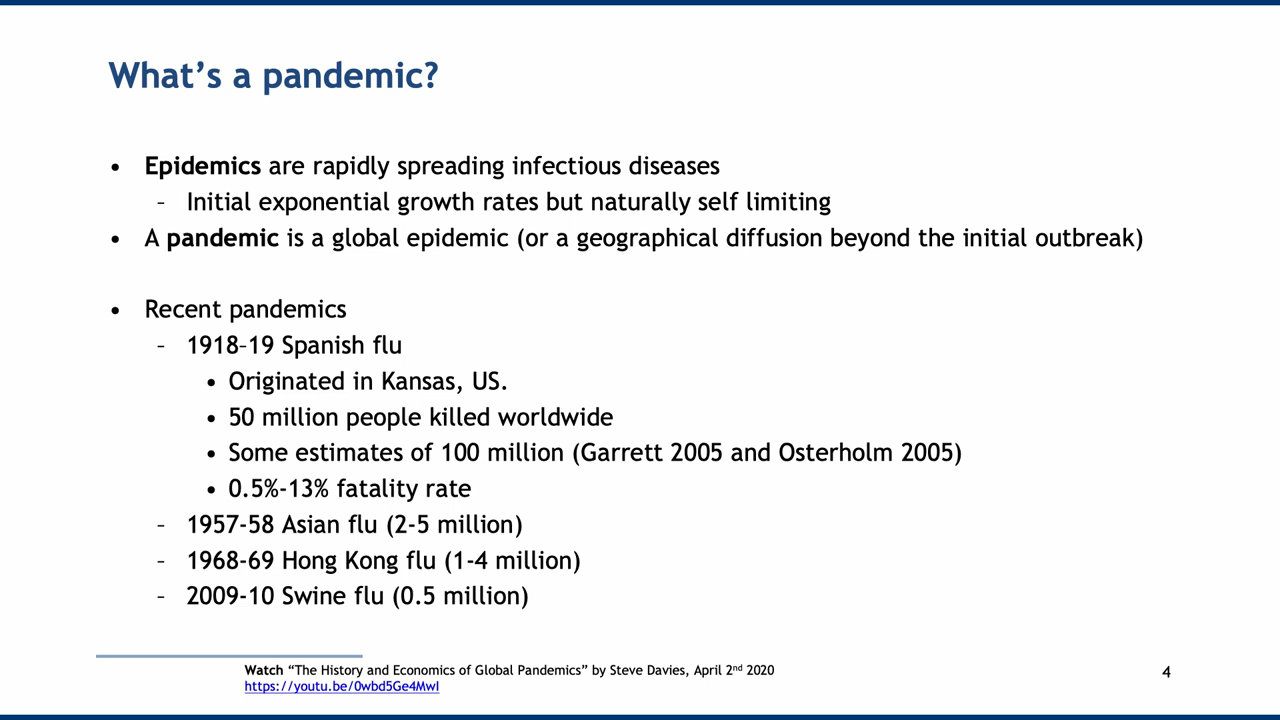 What’s a pandemic?
• Epidemics are rapidly spreading infectious diseases
– Initial exponential growth rates but naturally self limiting
• A pandemic is a global epidemic (or a geographical diffusion beyond the initial outbreak)
• Recent pandemics
– 1918–19 Spanish flu
• Originated in Kansas, US.
• 50 million people killed worldwide
• Some estimates of 100 million (Garrett 2005 and Osterholm 2005)
• 0.5%-13% fatality rate
– 1957-58 Asian flu (2-5 million)
– 1968-69 Hong Kong flu (1-4 million)
– 2009-10 Swine flu (0.5 million)
Watch “The History and Economics of Global Pandemics” by Steve Davies, April 2nd 2020
https://youtu.be/0wbd5Ge4MwI
4